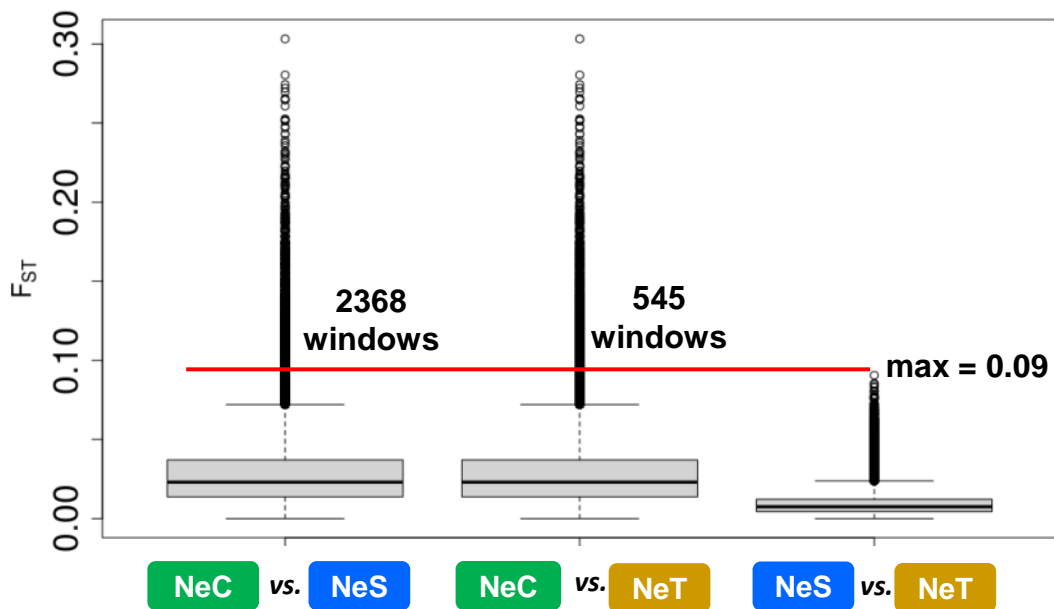 0.30
0.20
0.10
0.00
FST
2368
windows
545
windows
max = 0.09
NeC vs. NeS
NeC vs. NeT
NeS vs. NeT